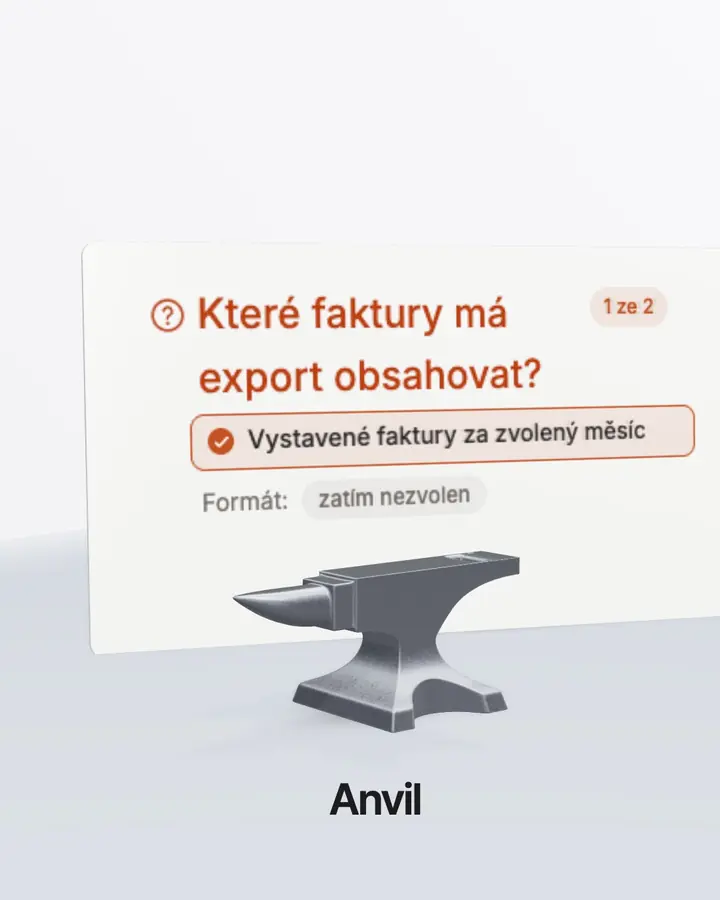 Které faktury má
1 ze 2
export obsahovat?
Vystavené faktury za zvolený měsíc
Formát: zatím nezvolen
Anvil